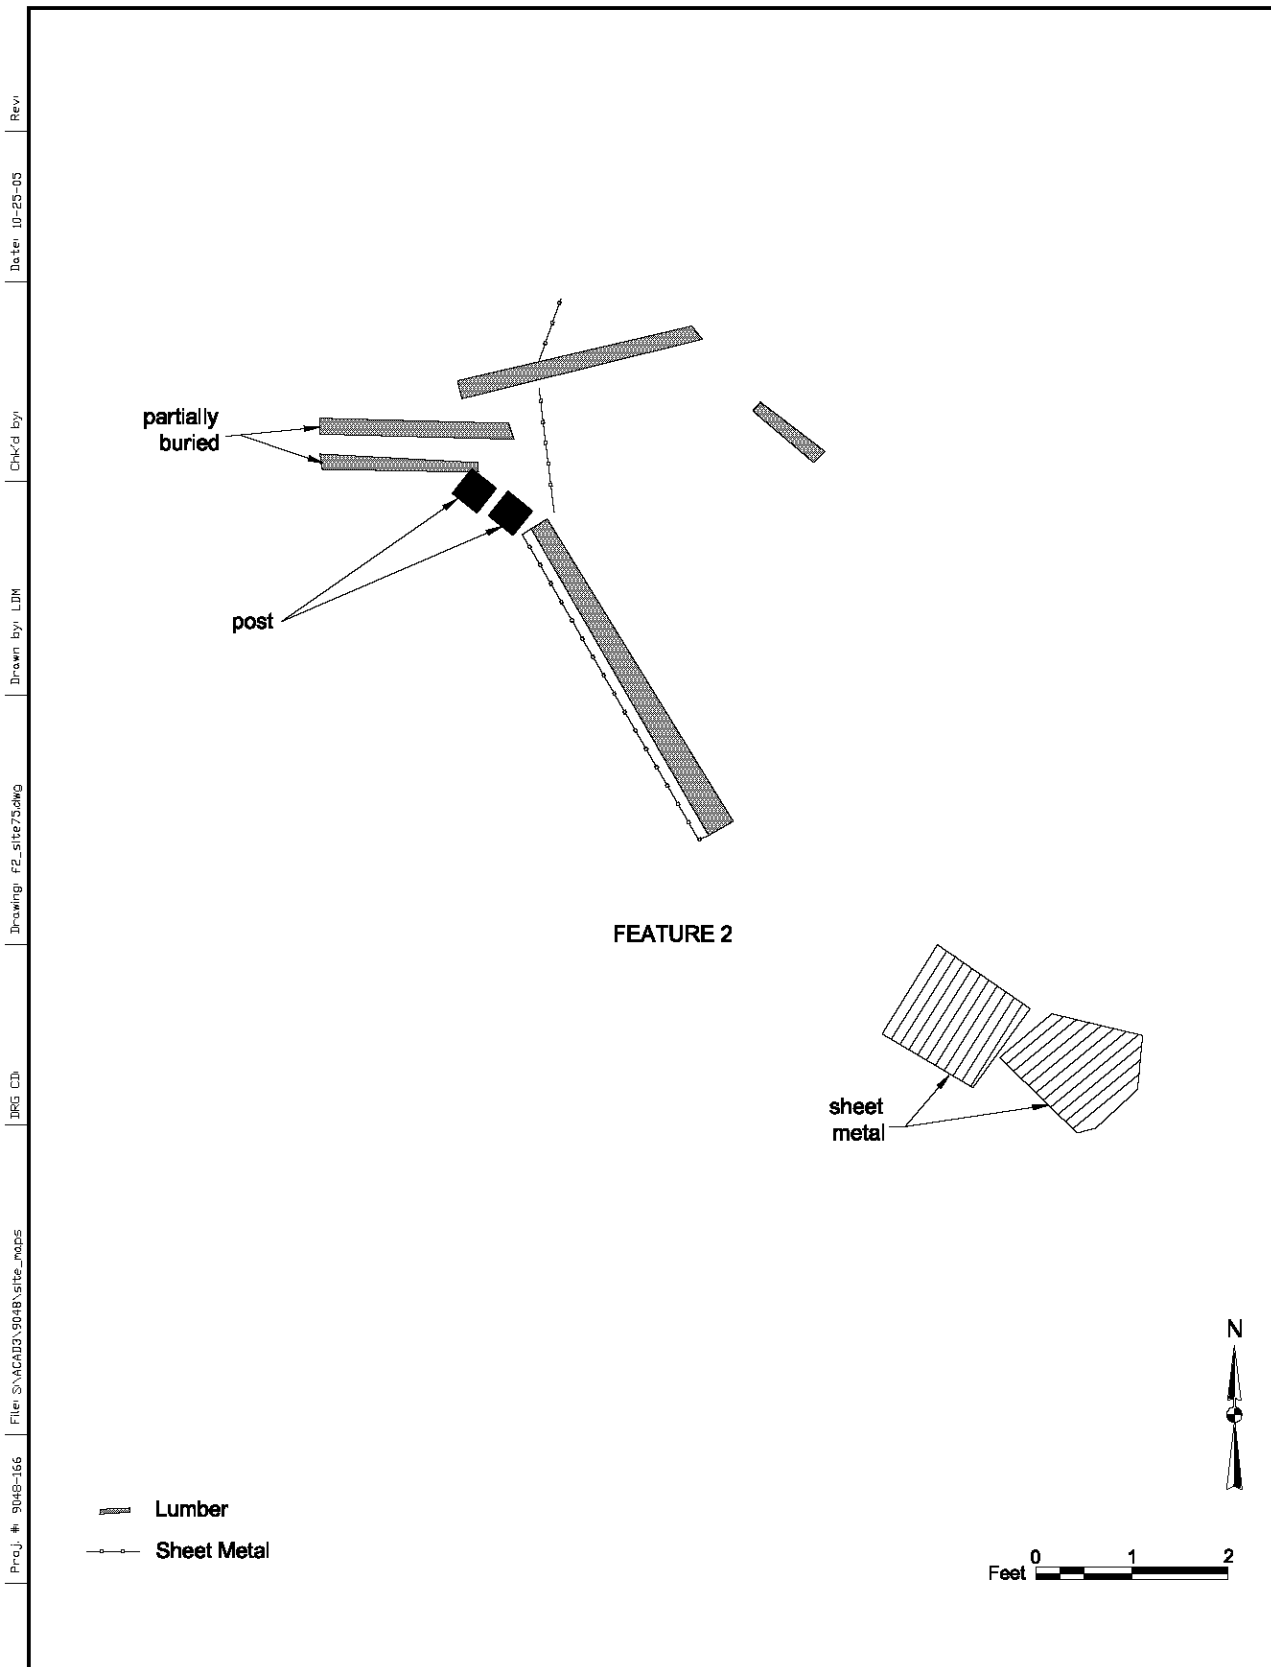 Rev:
Date: 10-25-05
Chk'd by:
Drawn by: LDM
Drawing: f2_site75.dwg
DRG CD:
File: S:\ACAD3\9048\site_maps
Proj. #: 9048-166
partially
buried
post
FEATURE 2
sheet
metal
N
Lumber
Sheet Metal
0 1 2
Feet